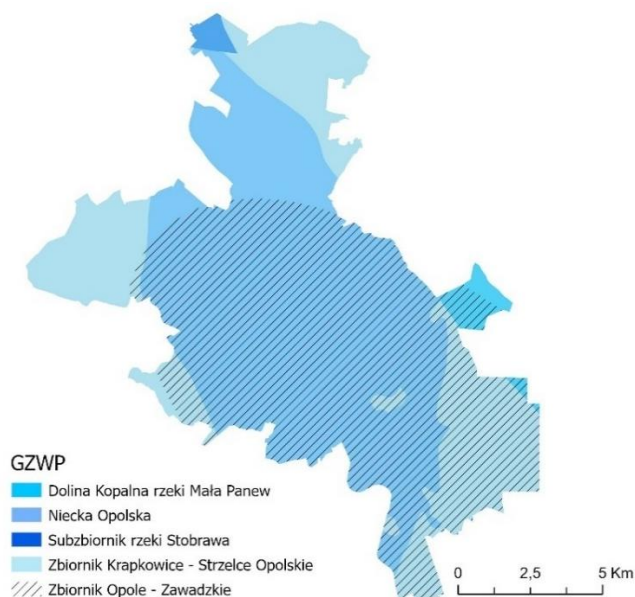 GZWP
Dolina Kopalna rzeki Mała Panew
Niecka Opolska
Subzbiornik rzeki Stobrawa
Zbiornik Krapkowice - Strzelce Opolskie
Zbiornik Opole - Zawadzkie
0 2,5 5 Km